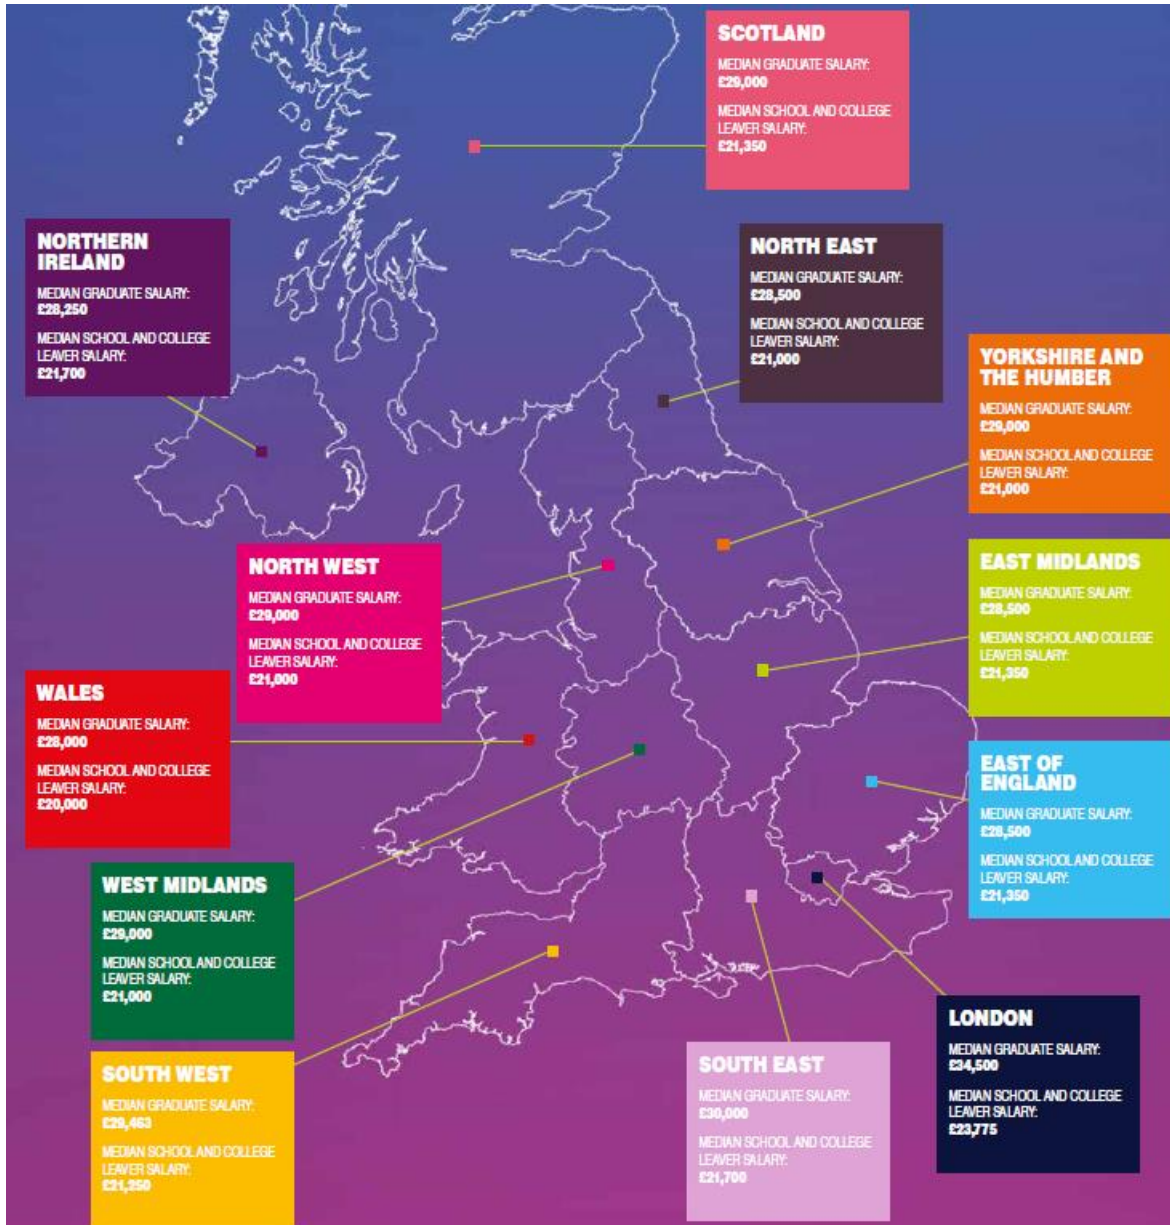 SCOTLAND
MEDIAN GRADUATE SALARY:
£29,000
MEDIAN SCHOOL AND COLLEGE
LEAVER SALARY:
£21,350
NORTHERN
IRELAND
MEDIAN GRADUATE SALARY:
£28,250
MEDIAN SCHOOL AND COLLEGE
LEAVER SALARY:
£21,700
NORTH EAST
MEDIAN GRADUATE SALARY:
£28,500
MEDIAN SCHOOL AND COLLEGE
LEAVER SALARY:
£21,000
YORKSHIRE AND
THE HUMBER
MEDIAN GRADUATE SALARY:
£29,000
MEDIAN SCHOOL AND COLLEGE
LEAVER SALARY:
£21,000
NORTH WEST
MEDIAN GRADUATE SALARY:
£29,000
MEDIAN SCHOOL AND COLLEGE
LEAVER SALARY:
£21,000
EAST MIDLANDS
MEDIAN GRADUATE SALARY:
£28,500
MEDIAN SCHOOL AND COLLEGE
LEAVER SALARY:
£21,350
WALES
MEDIAN GRADUATE SALARY:
£28,000
MEDIAN SCHOOL AND COLLEGE
LEAVER SALARY:
£20,000
EAST OF
ENGLAND
MEDIAN GRADUATE SALARY:
£28,500
MEDIAN SCHOOL AND COLLEGE
LEAVER SALARY:
£21,350
WEST MIDLANDS
MEDIAN GRADUATE SALARY:
£29,000
MEDIAN SCHOOL AND COLLEGE
LEAVER SALARY:
£21,000
LONDON
MEDIAN GRADUATE SALARY:
£34,500
MEDIAN SCHOOL AND COLLEGE
LEAVER SALARY:
£23,775
SOUTH WEST
MEDIAN GRADUATE SALARY:
£29,463
MEDIAN SCHOOL AND COLLEGE
LEAVER SALARY:
£21,250
SOUTH EAST
MEDIAN GRADUATE SALARY:
£30,000
MEDIAN SCHOOL AND COLLEGE
LEAVER SALARY:
£21,700